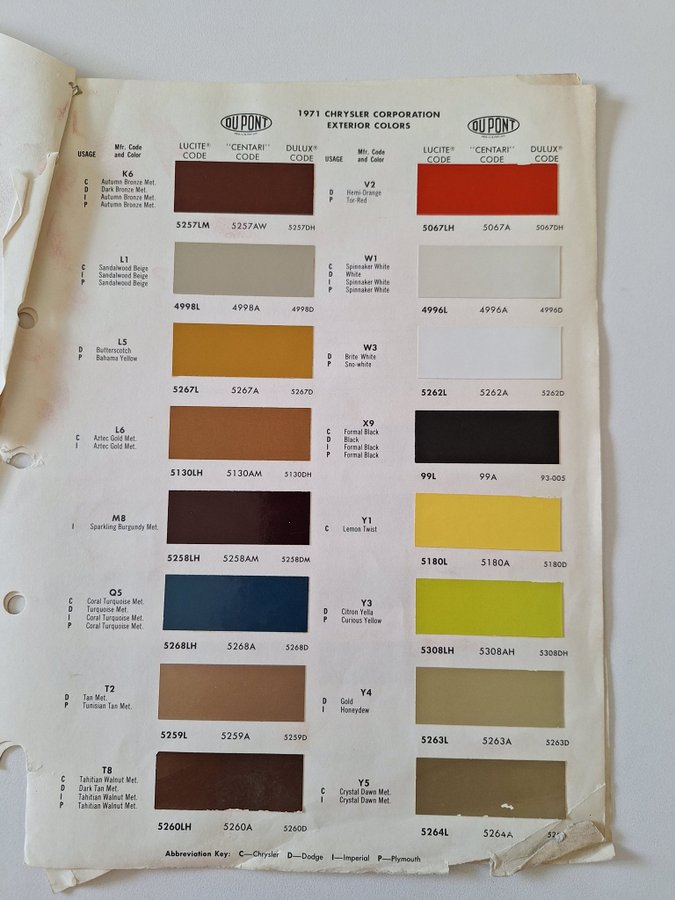 1971 CHRYSLER CORPORATION
EXTERIOR COLORS
DU PONT
DU PONT
USAGE
Mfr. Code
and Color
LUCITE®
CODE
"CENTARI"
CODE
DULUX®
CODE
K6
C Autumn Bronze Met.
D Dark Bronze Met.
I Autumn Bronze Met.
P Autumn Bronze Met.
5257LM 5257AW 5257DH
L1
C Sandalwood Beige
I Sandalwood Beige
P Sandalwood Beige
4998L 4998A 4998D
L5
D Butterscotch
P Bahama Yellow
5267L 5267A 5267D
L6
C Aztec Gold Met.
I Aztec Gold Met.
5130LH 5130AM 5130DH
M8
I Sparkling Burgundy Met.
5258LH 5258AM 5258DM
Q5
C Coral Turquoise Met.
D Turquoise Met.
I Coral Turquoise Met.
P Coral Turquoise Met.
5268LH 5268A 5268D
T2
D Tan Met.
P Tunisian Tan Met.
5259L 5259A 5259D
T8
C Tahitian Walnut Met.
D Dark Tan Met.
I Tahitian Walnut Met.
P Tahitian Walnut Met.
5260LH 5260A 5260D
USAGE
Mfr. Code
and Color
LUCITE®
CODE
"CENTARI"
CODE
DULUX®
CODE
V2
D Hemi-Orange
P Tor-Red
5067LH 5067A 5067DH
W1
C Spinnaker White
D White
I Spinnaker White
P Spinnaker White
4996L 4996A 4996D
W3
D Brite White
P Sno-white
5262L 5262A 5262D
X9
C Formal Black
D Black
I Formal Black
P Formal Black
99L 99A 93-005
Y1
C Lemon Twist
5180L 5180A 5180D
Y3
D Citron Yella
P Curious Yellow
5308LH 5308AH 5308DH
Y4
D Gold
I Honeydew
5263L 5263A 5263D
Y5
C Crystal Dawn Met.
I Crystal Dawn Met.
5264L 5264A
Abbreviation Key: C—Chrysler D—Dodge I—Imperial P—Plymouth